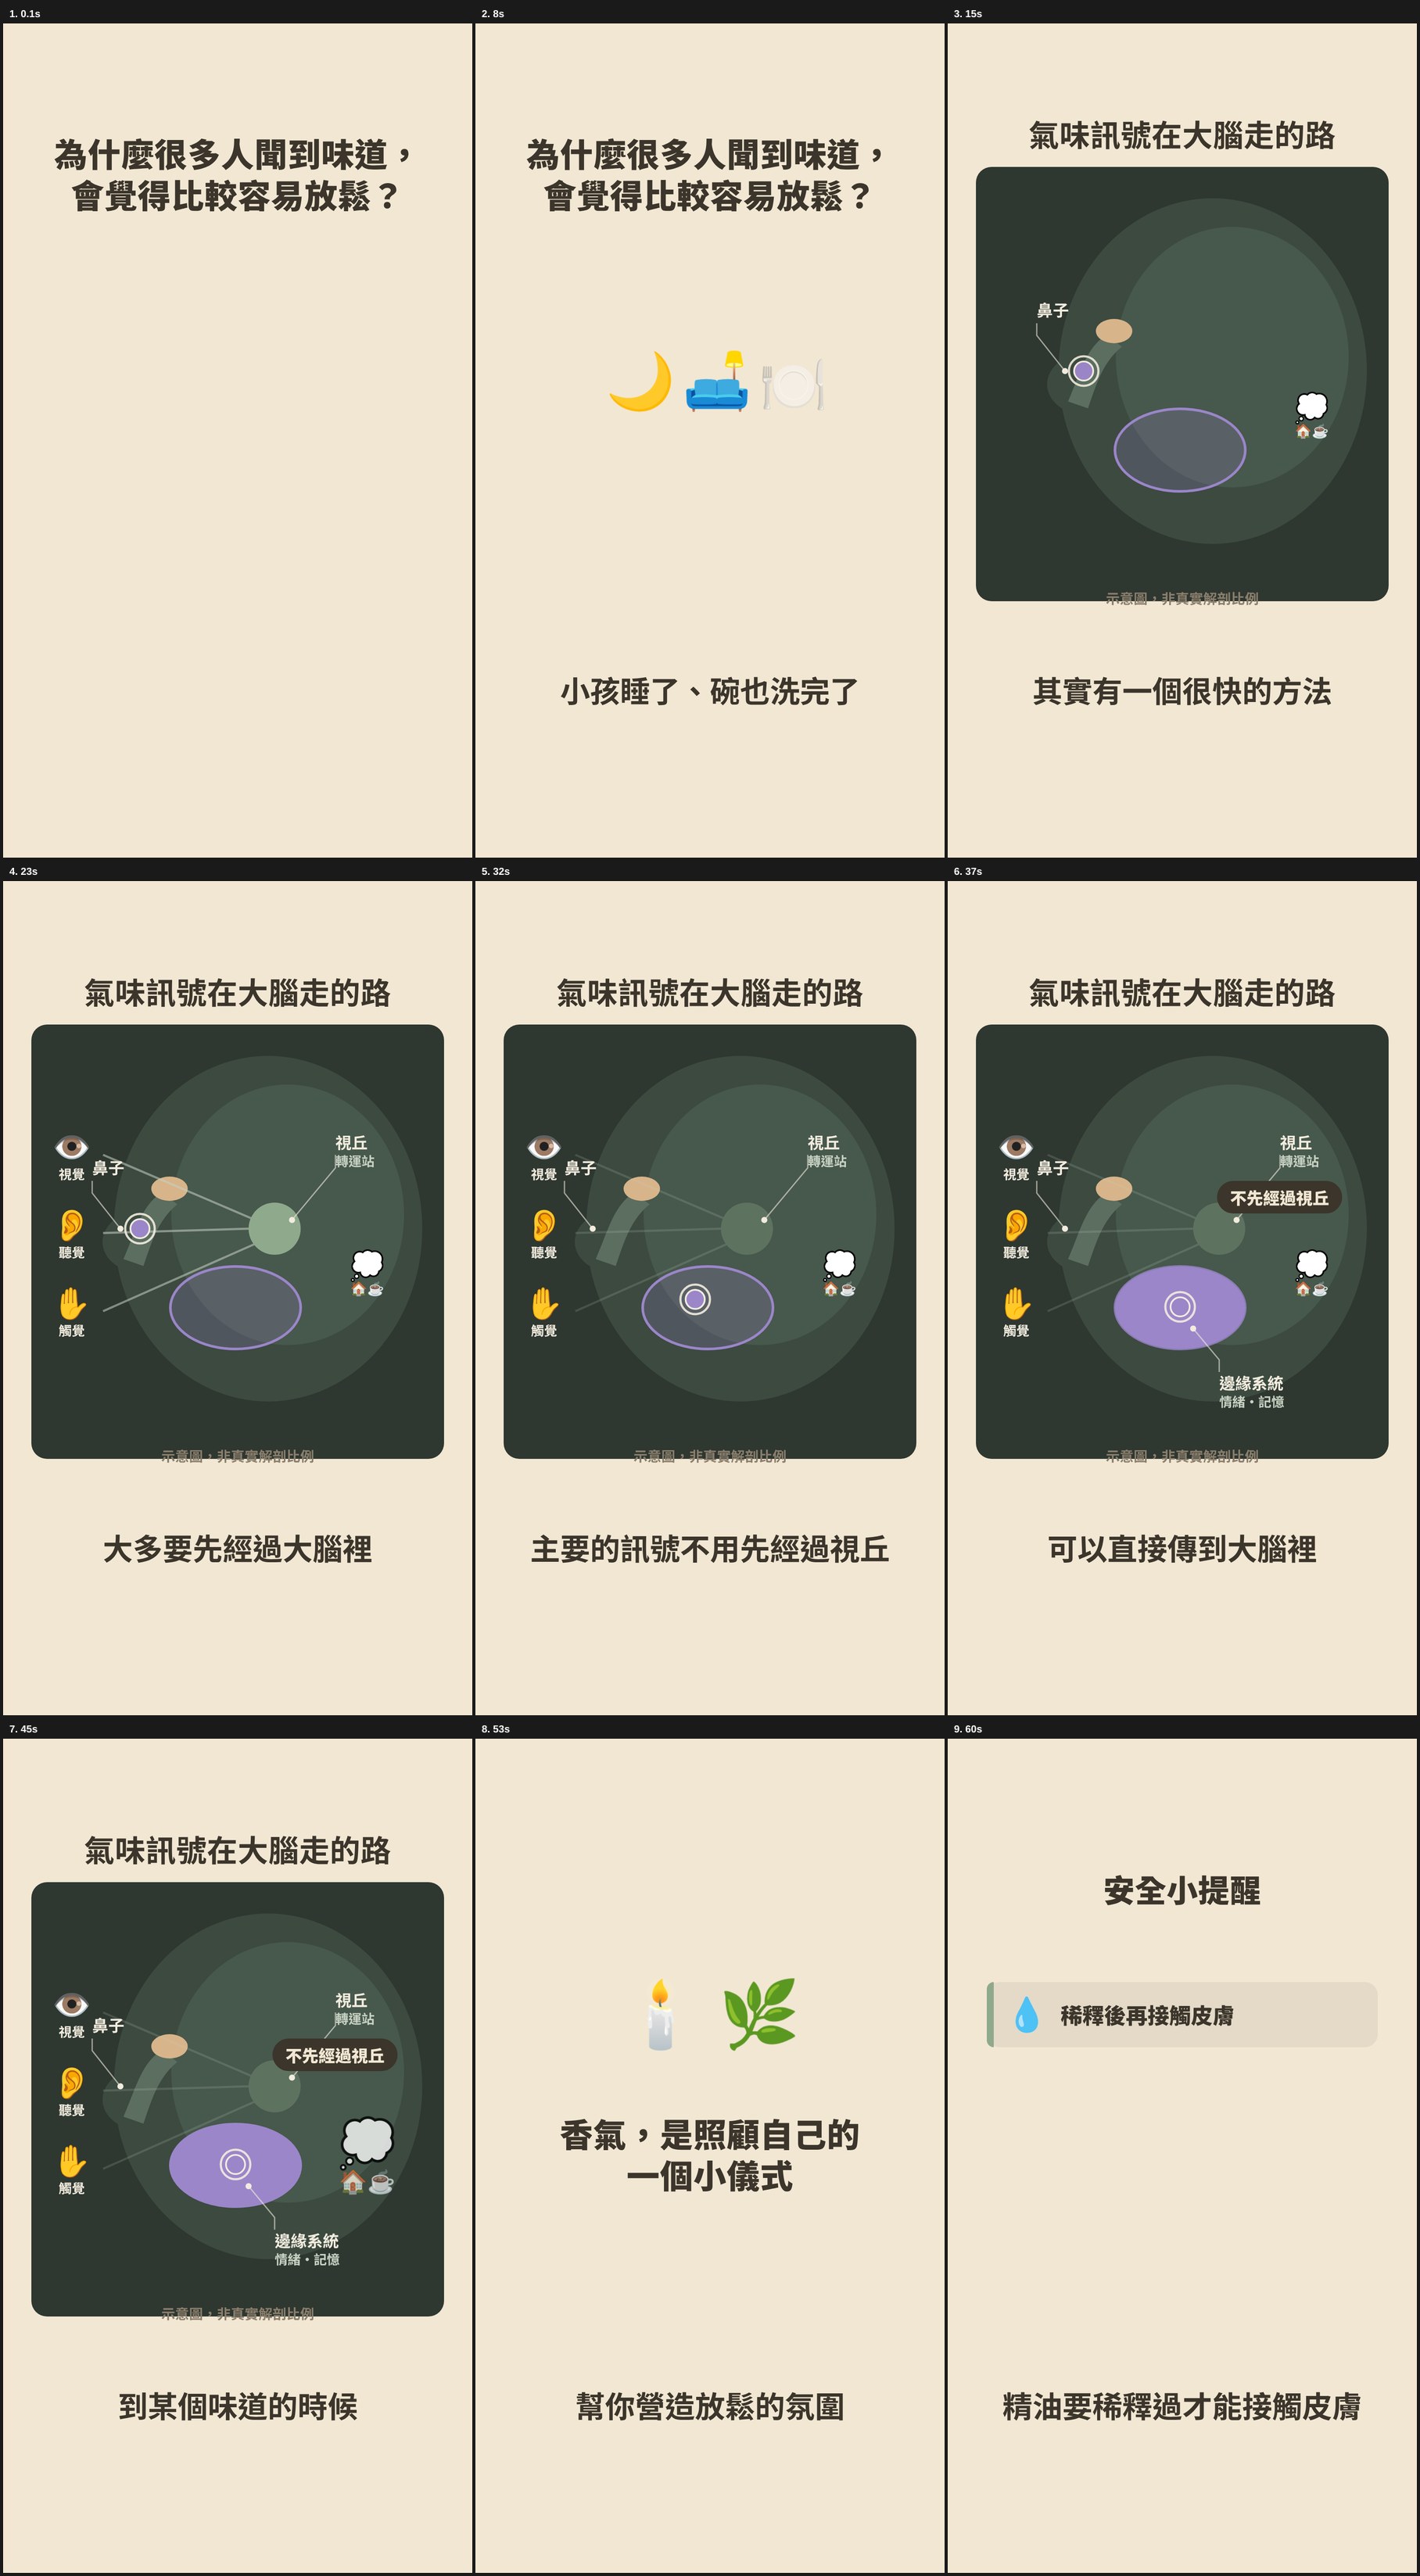 1. 0.1s
為什麼很多人聞到味道，
會覺得比較容易放鬆？
2. 8s
為什麼很多人聞到味道，
會覺得比較容易放鬆？
小孩睡了、碗也洗完了
3. 15s
氣味訊號在大腦走的路
鼻子
示意圖，非真實解剖比例
其實有一個很快的方法
4. 23s
氣味訊號在大腦走的路
視覺
鼻子
聽覺
觸覺
視丘
轉運站
示意圖，非真實解剖比例
大多要先經過大腦裡
5. 32s
氣味訊號在大腦走的路
視覺
鼻子
聽覺
觸覺
視丘
轉運站
示意圖，非真實解剖比例
主要的訊號不用先經過視丘
6. 37s
氣味訊號在大腦走的路
視覺
鼻子
聽覺
觸覺
視丘
轉運站
不先經過視丘
邊緣系統
情緒・記憶
示意圖，非真實解剖比例
可以直接傳到大腦裡
7. 45s
氣味訊號在大腦走的路
視覺
鼻子
聽覺
觸覺
視丘
轉運站
不先經過視丘
邊緣系統
情緒・記憶
示意圖，非真實解剖比例
到某個味道的時候
8. 53s
香氣，是照顧自己的
一個小儀式
幫你營造放鬆的氛圍
9. 60s
安全小提醒
稀釋後再接觸皮膚
精油要稀釋過才能接觸皮膚